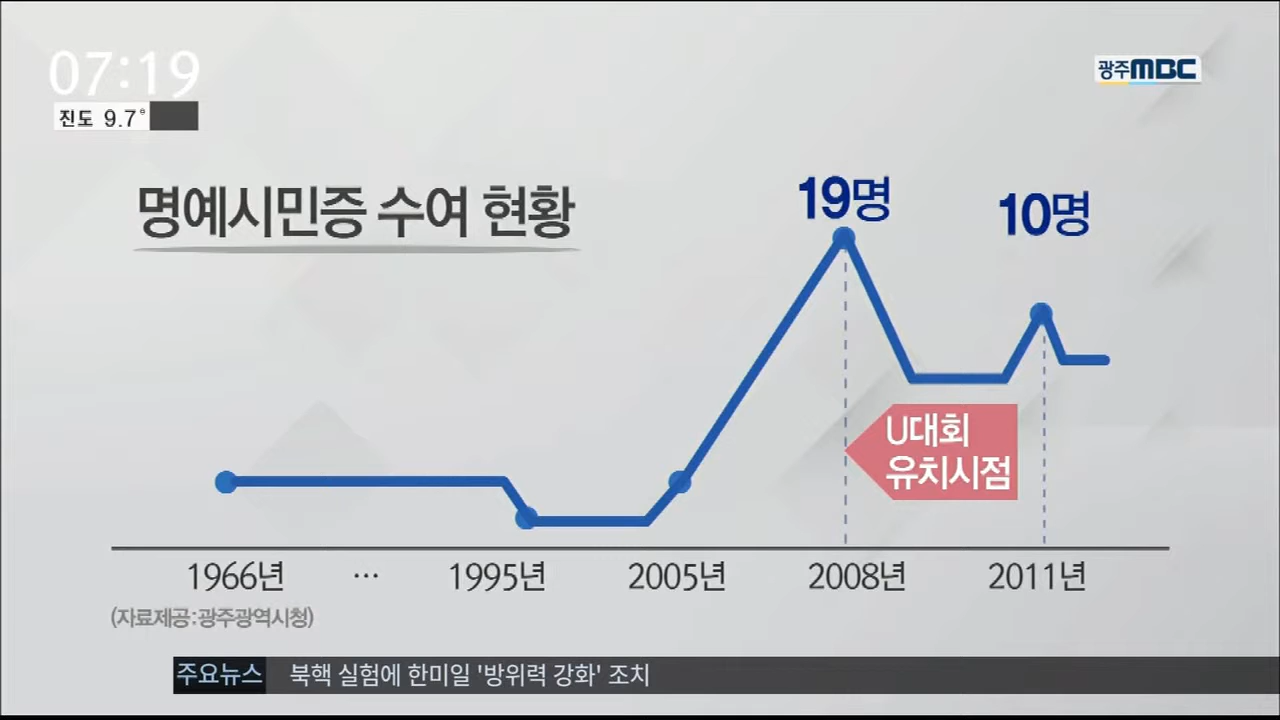 07:19
광주MBC
진도 9.7°
명예시민증 수여 현황
19명
10명
U대회
유치시점
1966년 ... 1995년 2005년 2008년 2011년
(자료제공:광주광역시청)
주요뉴스 북핵 실험에 한미일 '방위력 강화' 조치